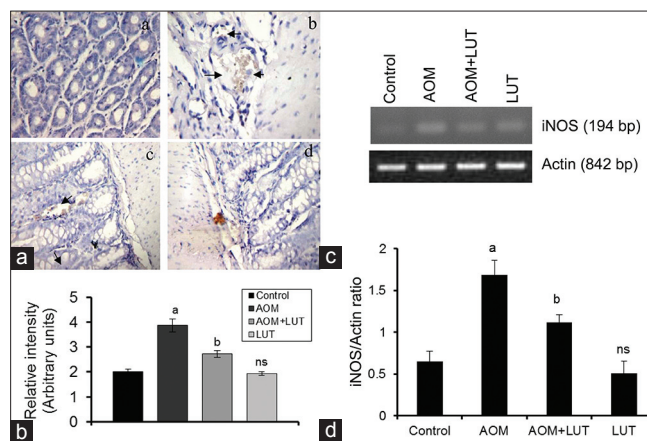 a
b
c
d
a
Control
AOM
AOM+LUT
LUT
iNOS (194 bp)
Actin (842 bp)
c
Relative intensity
(Arbitrary units)
5
4
3
2
1
0
a
b
ns
Control
AOM
AOM+LUT
LUT
b
iNOS/Actin ratio
2
1.5
1
0.5
0
a
b
ns
Control
AOM
AOM+LUT
LUT
d